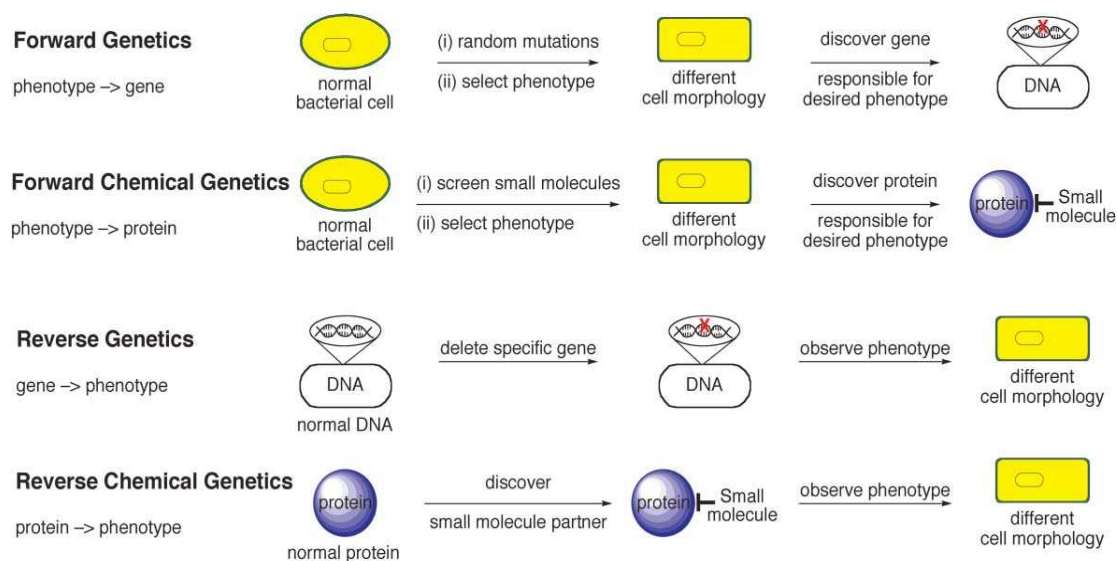 Forward Genetics
phenotype –> gene
normal
bacterial cell
(i) random mutations
(ii) select phenotype
different
cell morphology
discover gene
responsible for
desired phenotype
DNA
Forward Chemical Genetics
phenotype –> protein
normal
bacterial cell
(i) screen small molecules
(ii) select phenotype
different
cell morphology
discover protein
responsible for
desired phenotype
protein
Small
molecule
Reverse Genetics
gene –> phenotype
DNA
normal DNA
delete specific gene
DNA
observe phenotype
different
cell morphology
Reverse Chemical Genetics
protein –> phenotype
protein
normal protein
discover
small molecule partner
protein
Small
molecule
observe phenotype
different
cell morphology